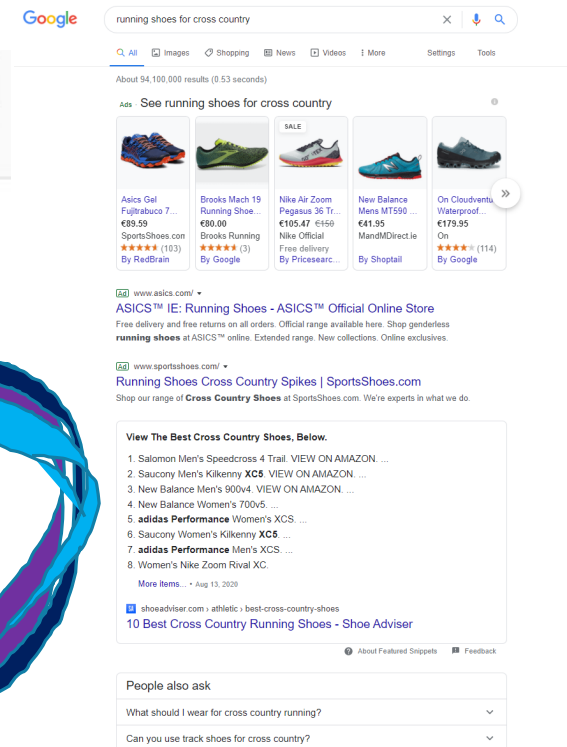 Google
running shoes for cross country
All Images Shopping News Videos More Settings Tools
About 94,100,000 results (0.53 seconds)
Ads · See running shoes for cross country
Asics Gel
Fujitrabuco 7...
€89.59
SportsShoes.com
(103)
By RedBrain
Brooks Mach 19
Running Shoe...
€80.00
Brooks Running
(3)
By Google
SALE
Nike Air Zoom
Pegasus 36 Tr...
€105.47 €150
Nike Official
Free delivery
By Pricesearc...
New Balance
Mens MT590 ...
€41.95
MandMDirect.ie
By Shoptail
On Cloudventu
Waterproof...
€179.95
On
(114)
By Google
Ad www.asics.com/
ASICS™ IE: Running Shoes - ASICS™ Official Online Store
Free delivery and free returns on all orders. Official range available here. Shop genderless
running shoes at ASICS™ online. Extended range. New collections. Online exclusives.
Ad www.sportsshoes.com/
Running Shoes Cross Country Spikes | SportsShoes.com
Shop our range of Cross Country Shoes at SportsShoes.com. We're experts in what we do.
View The Best Cross Country Shoes, Below.
1. Salomon Men's Speedcross 4 Trail. VIEW ON AMAZON. ...
2. Saucony Men's Kilkenny XC5. VIEW ON AMAZON. ...
3. New Balance Men's 900v4. VIEW ON AMAZON. ...
4. New Balance Women's 700v5. ...
5. adidas Performance Women's XCS. ...
6. Saucony Women's Kilkenny XC5. ...
7. adidas Performance Men's XCS. ...
8. Women's Nike Zoom Rival XC.
More items... • Aug 13, 2020
shoeadviser.com › athletic › best-cross-country-shoes
10 Best Cross Country Running Shoes - Shoe Adviser
About Featured Snippets Feedback
People also ask
What should I wear for cross country running?
Can you use track shoes for cross country?